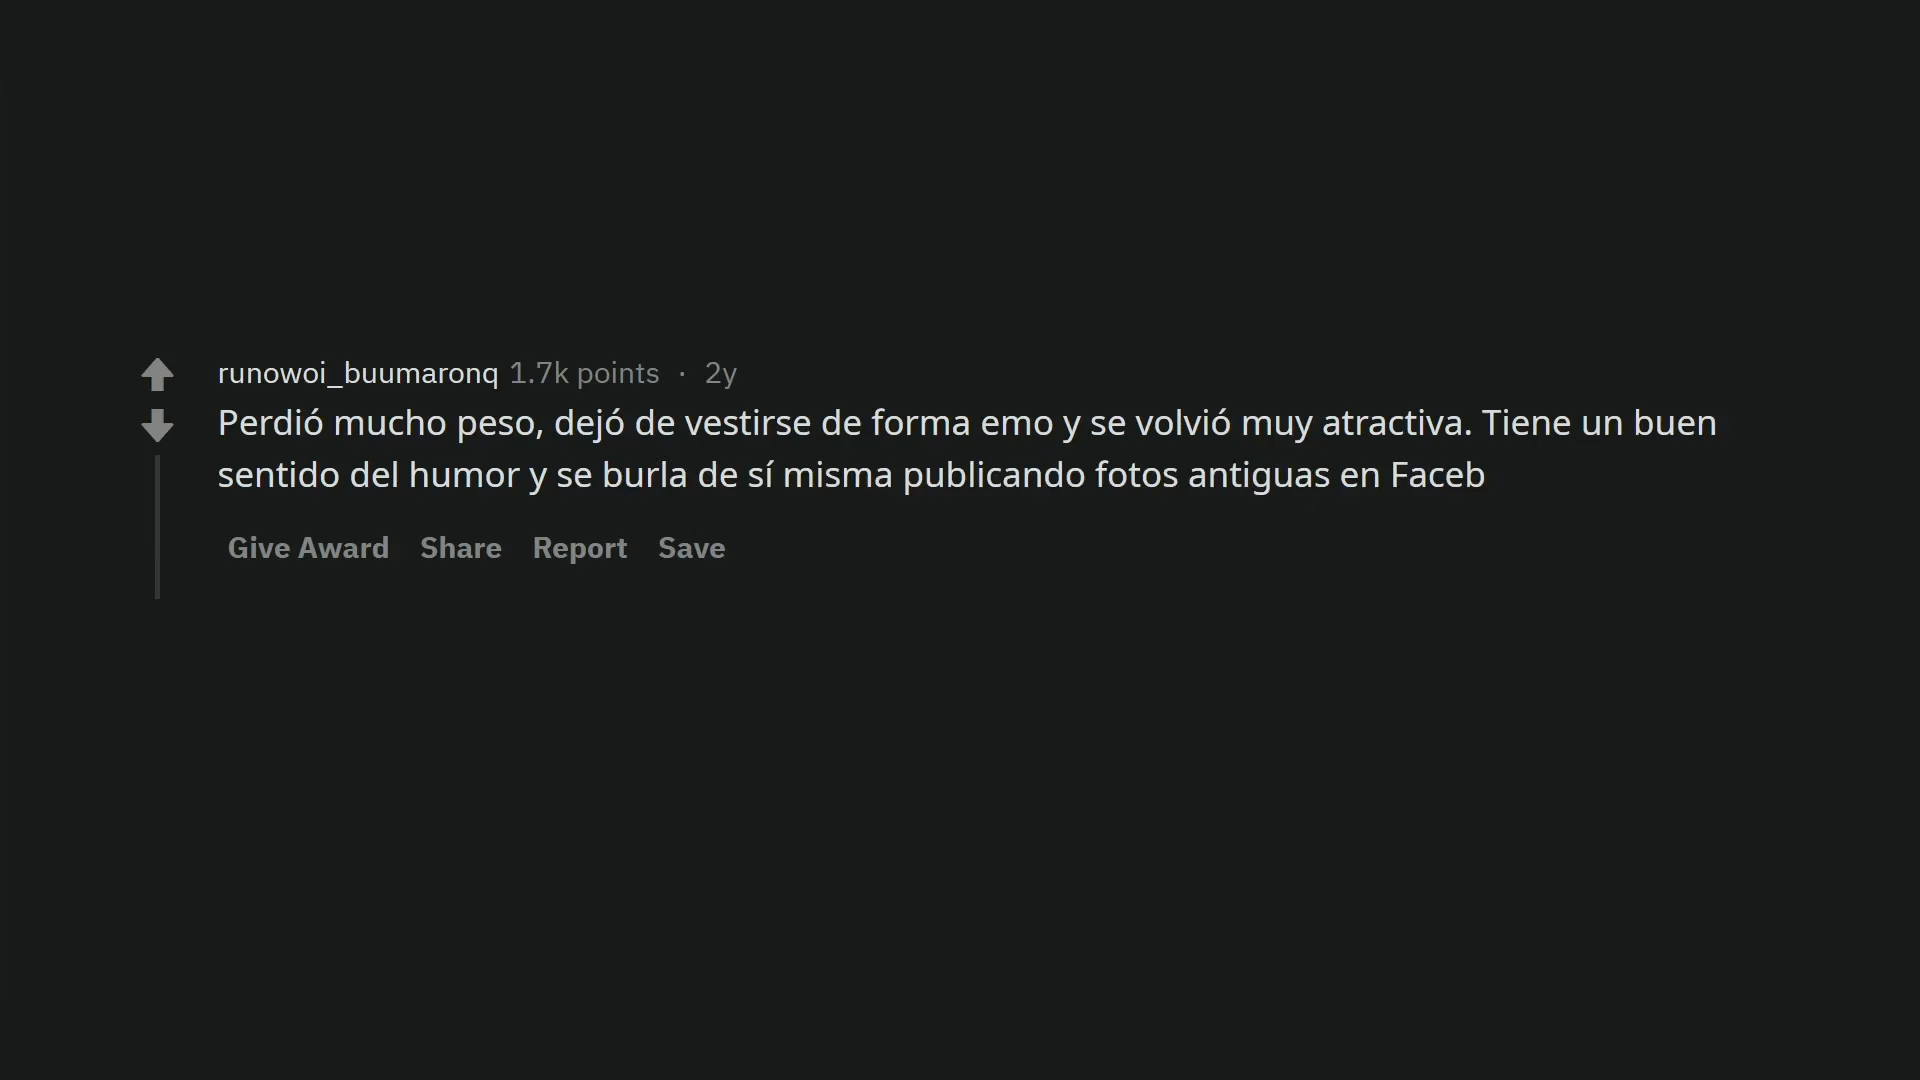 runowoi_buumaronq 1.7k points · 2y
Perdió mucho peso, dejó de vestirse de forma emo y se volvió muy atractiva. Tiene un buen
sentido del humor y se burla de sí misma publicando fotos antiguas en Faceb
Give Award Share Report Save